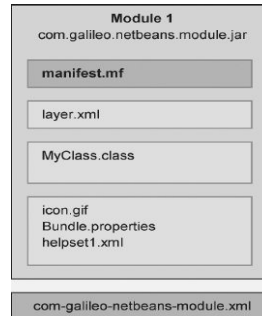 Module 1
com.galileo.netbeans.module.jar
manifest.mf
layer.xml
MyClass.class
icon.gif
Bundle.properties
helpset1.xml
com-galileo-netbeans-module.xml